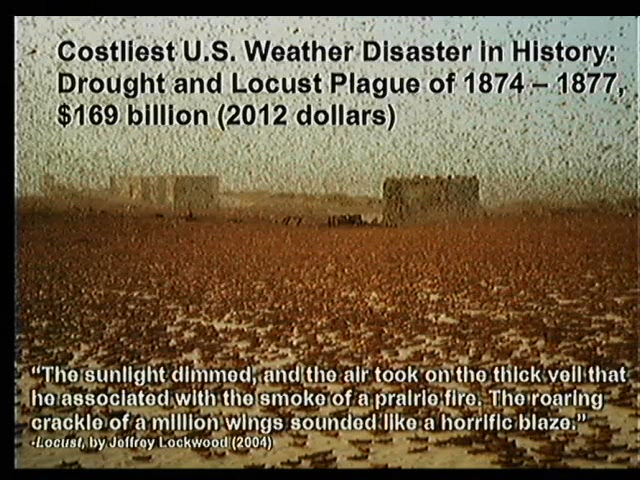 Costliest U.S. Weather Disaster in History:
Drought and Locust Plague of 1874 – 1877,
$169 billion (2012 dollars)
“The sunlight dimmed, and the air took on the thick veil that
he associated with the smoke of a prairie fire. The roaring
crackle of a million wings sounded like a horrific blaze.”
-Locust, by Jeffrey Lockwood (2004)